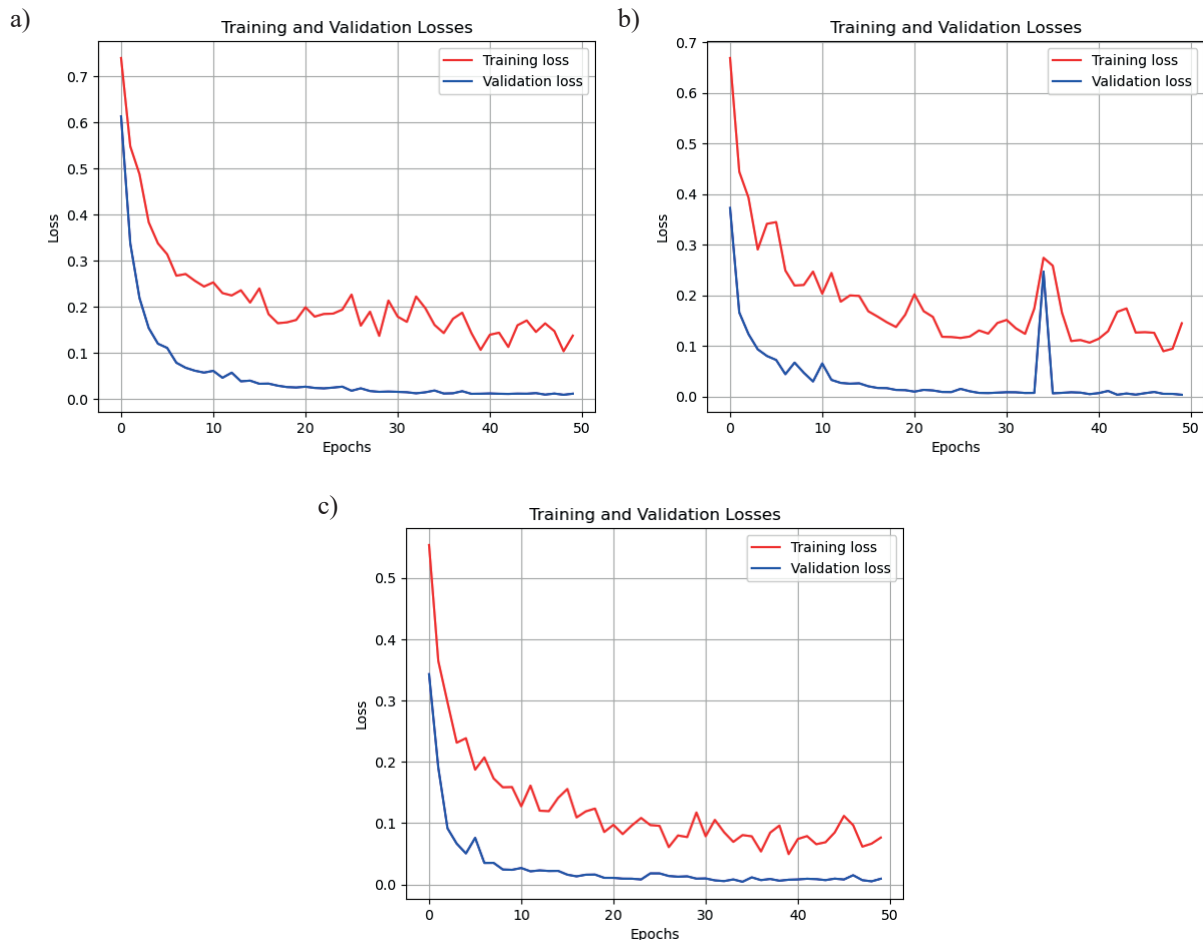 a)
Training and Validation Losses
Training loss
Validation loss
0.7
0.6
0.5
0.4
0.3
0.2
0.1
0.0
Loss
0 10 20 30 40 50
Epochs
b)
Training and Validation Losses
Training loss
Validation loss
0.7
0.6
0.5
0.4
0.3
0.2
0.1
0.0
Loss
0 10 20 30 40 50
Epochs
c)
Training and Validation Losses
Training loss
Validation loss
0.5
0.4
0.3
0.2
0.1
0.0
Loss
0 10 20 30 40 50
Epochs